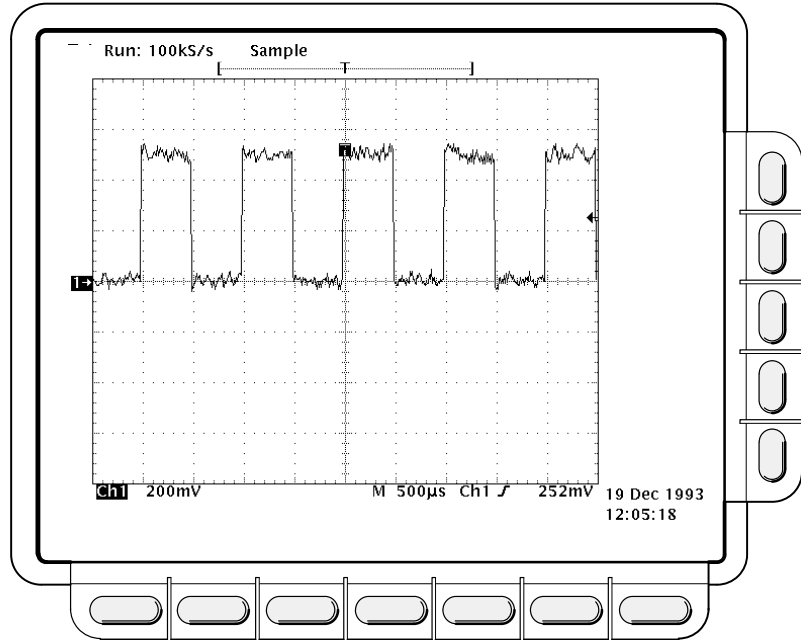 Run: 100kS/s Sample
T
T
1→
Ch1 200mV M 500µs Ch1 252mV
19 Dec 1993
12:05:18